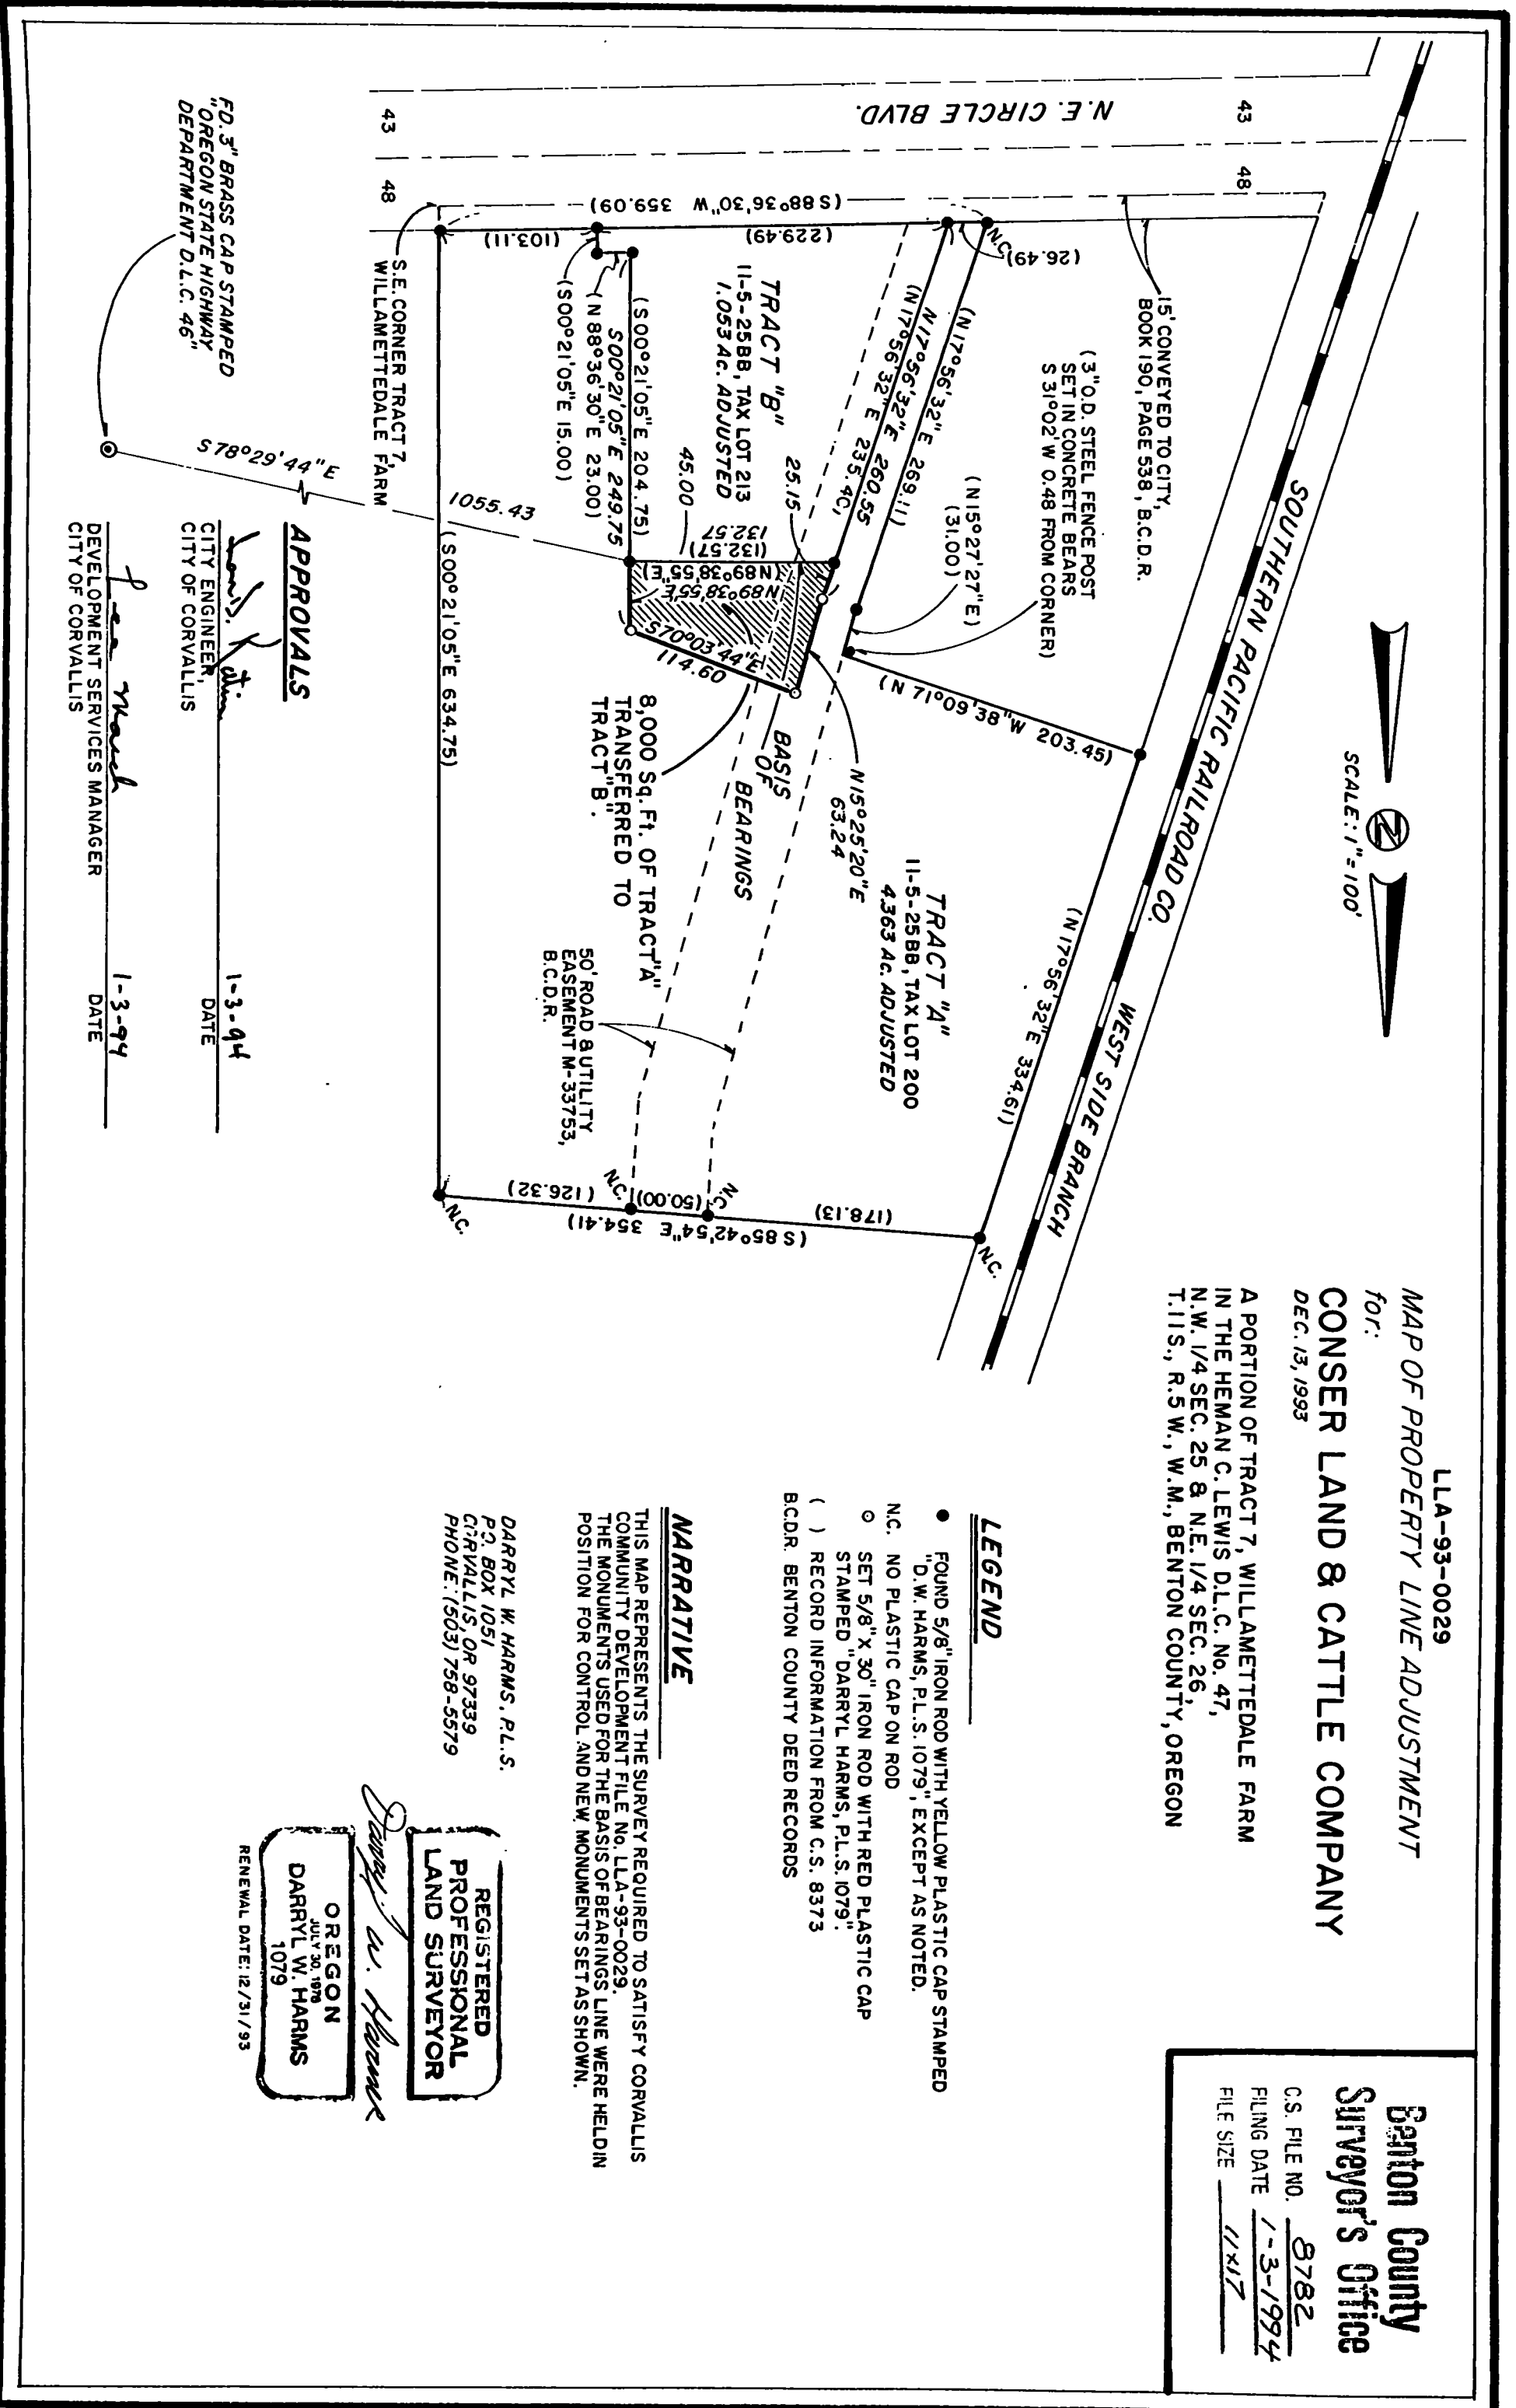 LLA-93-0029
MAP OF PROPERTY LINE ADJUSTMENT
for:
CONSER LAND & CATTLE COMPANY
DEC. 13, 1993
A PORTION OF TRACT 7, WILLAMETTEDALE FARM
IN THE HEMAN C. LEWIS D.L.C. No. 47,
N.W. 1/4 SEC. 25 & N.E. 1/4 SEC. 26,
T.11S., R.5W., W.M., BENTON COUNTY, OREGON
Benton County
Surveyor's Office
C.S. FILE NO. 8782
FILING DATE 1-3-1994
FILE SIZE 11x17
SCALE: 1"=100'
N
SOUTHERN PACIFIC RAILROAD CO.
WEST SIDE BRANCH
N.E. CIRCLE BLVD.
43
48
43
48
15' CONVEYED TO CITY,
BOOK 190, PAGE 538, B.C.D.R.
(3" O.D. STEEL FENCE POST
SET IN CONCRETE BEARS
S 31°02' W 0.48 FROM CORNER)
(N 15°27'27"E)
(31.00)
(N 71°09'38"W 203.45)
(N 17°56'32"E 334.61)
N.C.
(26.49)
(N 17°56'32"E 269.11)
N 17°56'32"E 260.55
(N 17°56'32"E 235.40)
(S 88°36'30"W 359.09)
(229.49)
(103.11)
TRACT "B"
11-5-25BB, TAX LOT 213
1.053 Ac. ADJUSTED
25.15
45.00
132.57
(132.57)
(N89°38'55"E)
N89°38'55"E
S70°03'44"E
114.60
(S00°21'05"E 204.75)
S00°21'05"E 249.75
(N 88°36'30"E 23.00)
(S00°21'05"E 15.00)
N15°25'20"E
63.24
BASIS
OF
BEARINGS
TRACT "A"
11-5-25BB, TAX LOT 200
4.363 Ac. ADJUSTED
8,000 Sq. Ft. OF TRACT "A"
TRANSFERRED TO
TRACT "B".
50' ROAD & UTILITY
EASEMENT M-33753,
B.C.D.R.
(178.13)
(50.00)
(126.32)
(S 85°42'54"E 354.41)
N.C.
N.C.
N.C.
N.C.
(S00°21'05"E 634.75)
S.E. CORNER TRACT 7,
WILLAMETTEDALE FARM
1055.43
S 78°29'44"E
FD. 3" BRASS CAP STAMPED
"OREGON STATE HIGHWAY
DEPARTMENT D.L.C. 46"
APPROVALS
1-3-94
CITY ENGINEER, DATE
CITY OF CORVALLIS
1-3-94
DEVELOPMENT SERVICES MANAGER DATE
CITY OF CORVALLIS
LEGEND
FOUND 5/8" IRON ROD WITH YELLOW PLASTIC CAP STAMPED
"D.W. HARMS, P.L.S. 1079", EXCEPT AS NOTED.
N.C. NO PLASTIC CAP ON ROD
SET 5/8" X 30" IRON ROD WITH RED PLASTIC CAP
STAMPED "DARRYL HARMS, P.L.S. 1079".
( ) RECORD INFORMATION FROM C.S. 8373
B.C.D.R. BENTON COUNTY DEED RECORDS
NARRATIVE
THIS MAP REPRESENTS THE SURVEY REQUIRED TO SATISFY CORVALLIS
COMMUNITY DEVELOPMENT FILE No. LLA-93-0029.
THE MONUMENTS USED FOR THE BASIS OF BEARINGS LINE WERE HELD IN
POSITION FOR CONTROL AND NEW MONUMENTS SET AS SHOWN.
DARRYL W. HARMS, P.L.S.
P.O. BOX 1051
CORVALLIS, OR 97339
PHONE: (503) 758-5579
REGISTERED
PROFESSIONAL
LAND SURVEYOR
Darryl W. Harms
OREGON
JULY 30, 1976
DARRYL W. HARMS
1079
RENEWAL DATE: 12/31/93